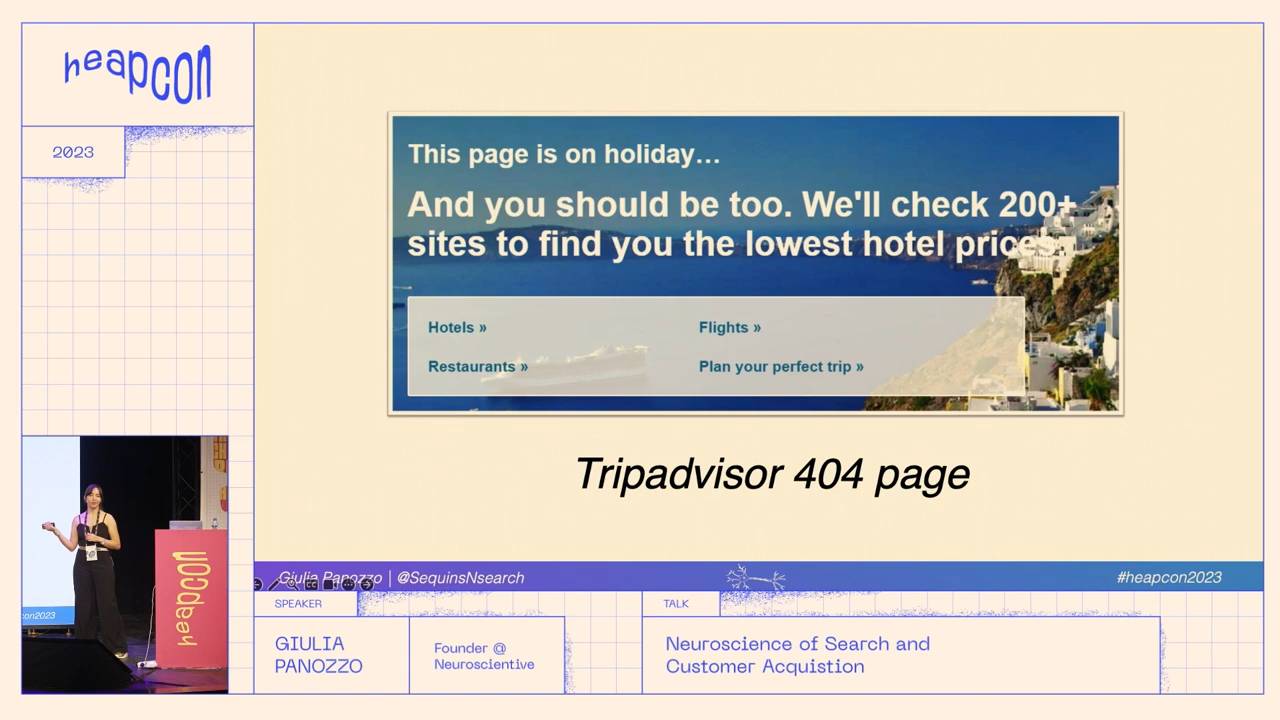 heapcon
2023
This page is on holiday...
And you should be too. We'll check 200+
sites to find you the lowest hotel prices.
Hotels »
Flights »
Restaurants »
Plan your perfect trip »
Tripadvisor 404 page
Giulia Panozzo | @SequinsNsearch
#heapcon2023
heapcon
con2023
SPEAKER
GIULIA
PANOZZO
Founder @
Neuroscientive
TALK
Neuroscience of Search and
Customer Acquistion